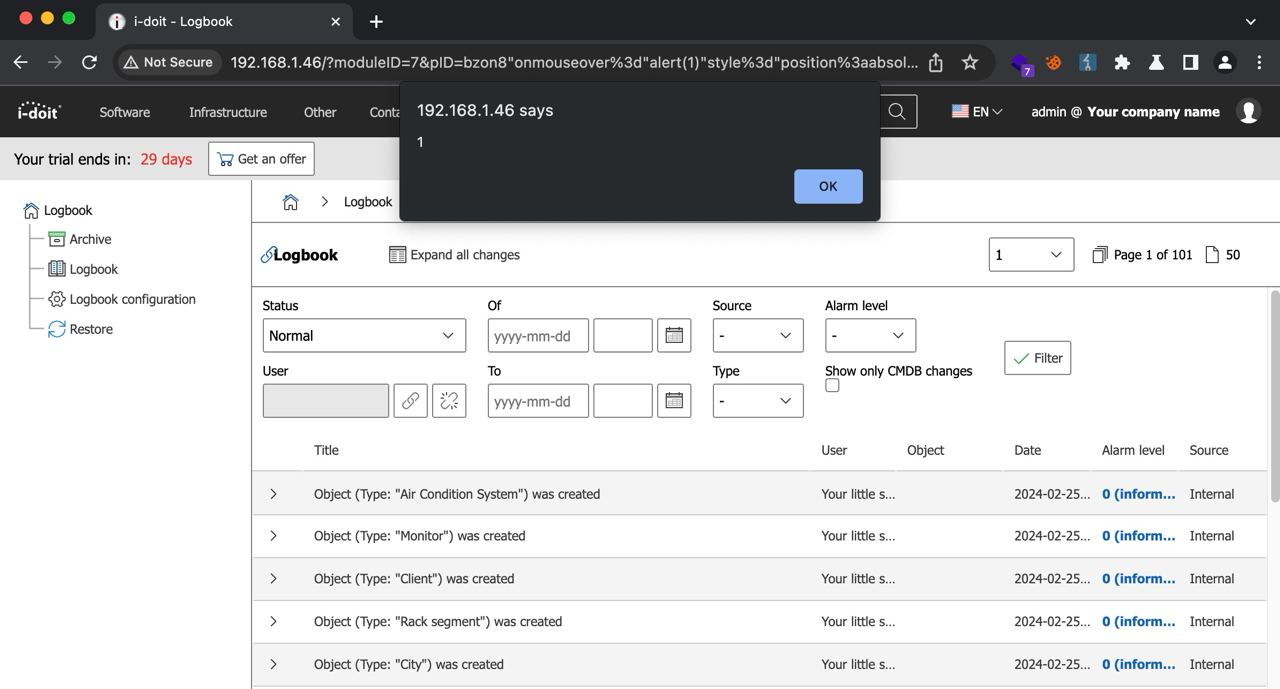 i-doit - Logbook
Not Secure 192.168.1.46/?moduleID=7&pID=bzon8"onmouseover%3d"alert(1)"style%3d"position%3aabsol... 7
192.168.1.46 says
1
OK
i-doit Software Infrastructure Other Conta EN admin @ Your company name
Your trial ends in: 29 days Get an offer
Logbook
Archive
Logbook
Logbook configuration
Restore
Logbook
Logbook Expand all changes 1 Page 1 of 101 50
Status Of Source Alarm level
Normal yyyy-mm-dd - -
Filter
User To Type Show only CMDB changes
yyyy-mm-dd -
Title User Object Date Alarm level Source
Object (Type: "Air Condition System") was created Your little s... 2024-02-25... 0 (inform... Internal
Object (Type: "Monitor") was created Your little s... 2024-02-25... 0 (inform... Internal
Object (Type: "Client") was created Your little s... 2024-02-25... 0 (inform... Internal
Object (Type: "Rack segment") was created Your little s... 2024-02-25... 0 (inform... Internal
Object (Type: "City") was created Your little s... 2024-02-25... 0 (inform... Internal